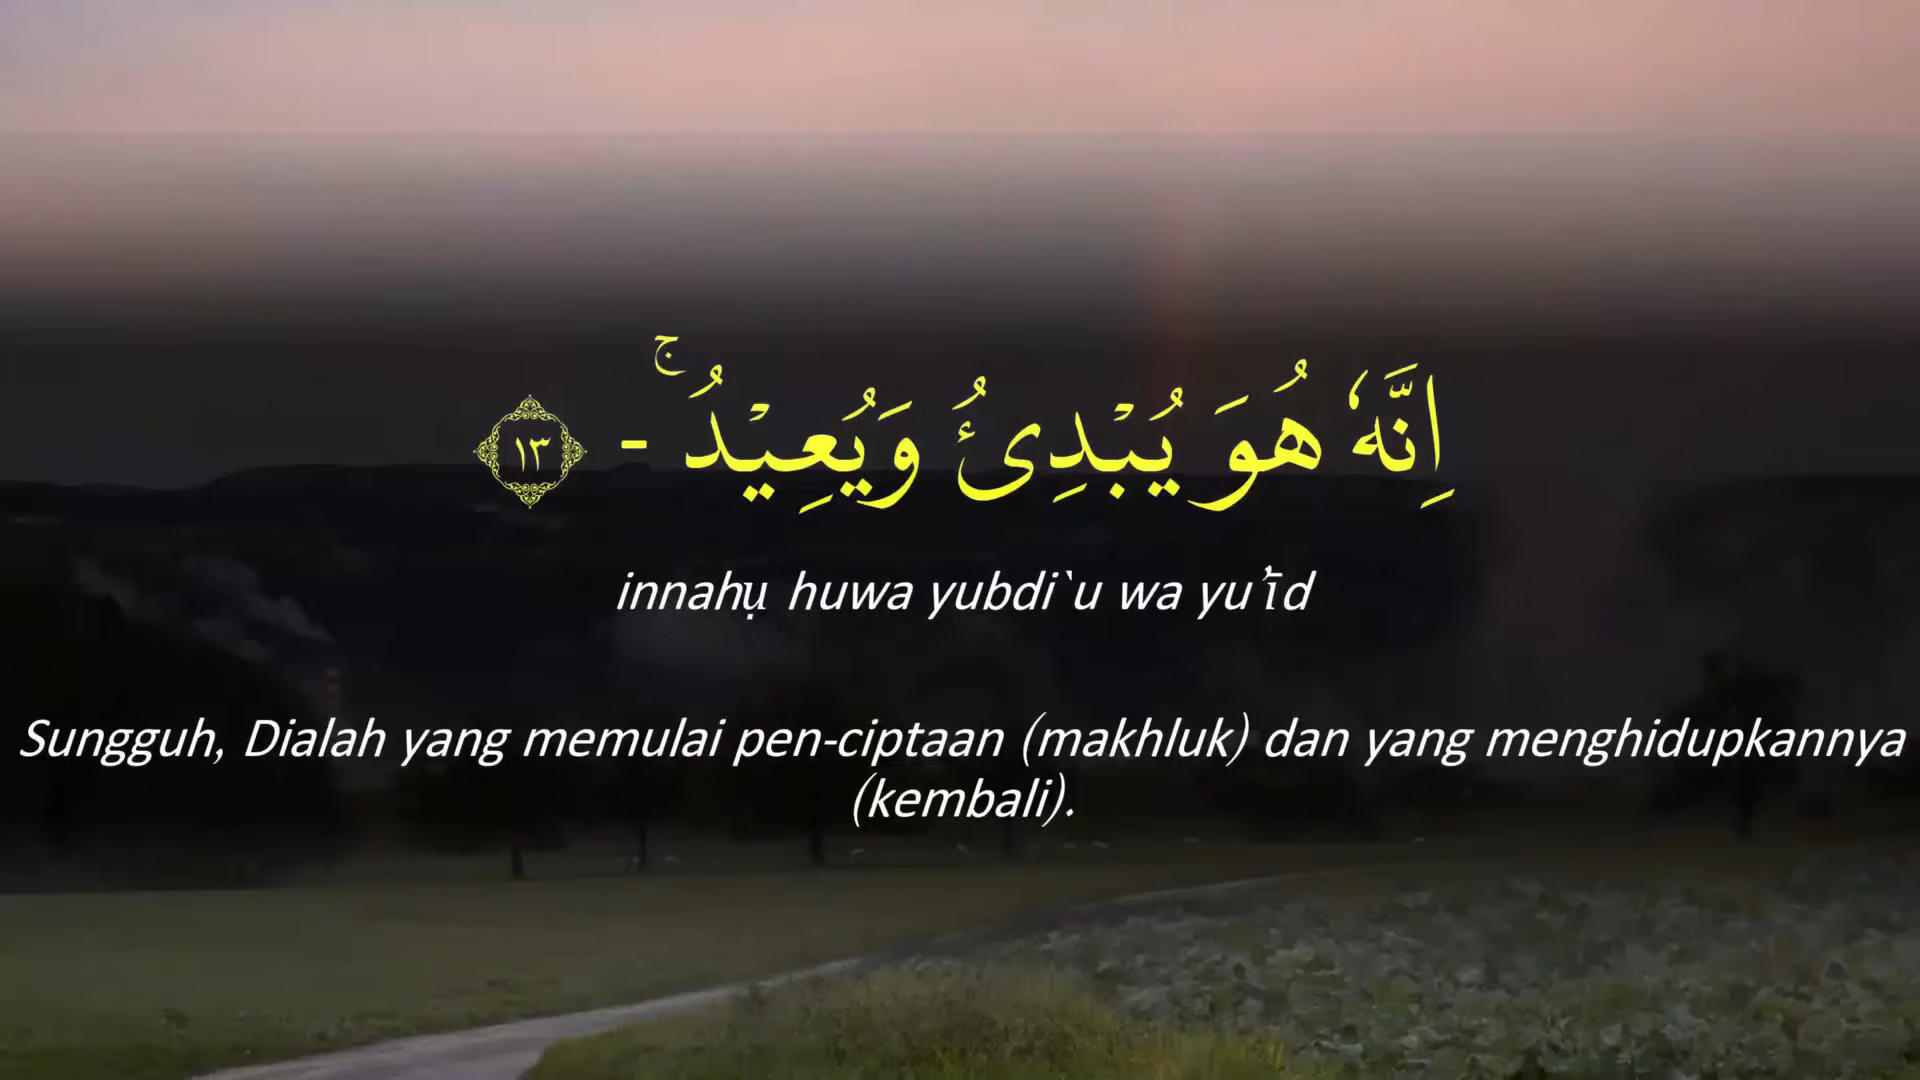 اِنَّهٗ هُوَ يُبْدِئُ وَيُعِيْدُۚ - ١٣
innahụ huwa yubdi`u wa yu'īd
Sungguh, Dialah yang memulai pen-ciptaan (makhluk) dan yang menghidupkannya
(kembali).